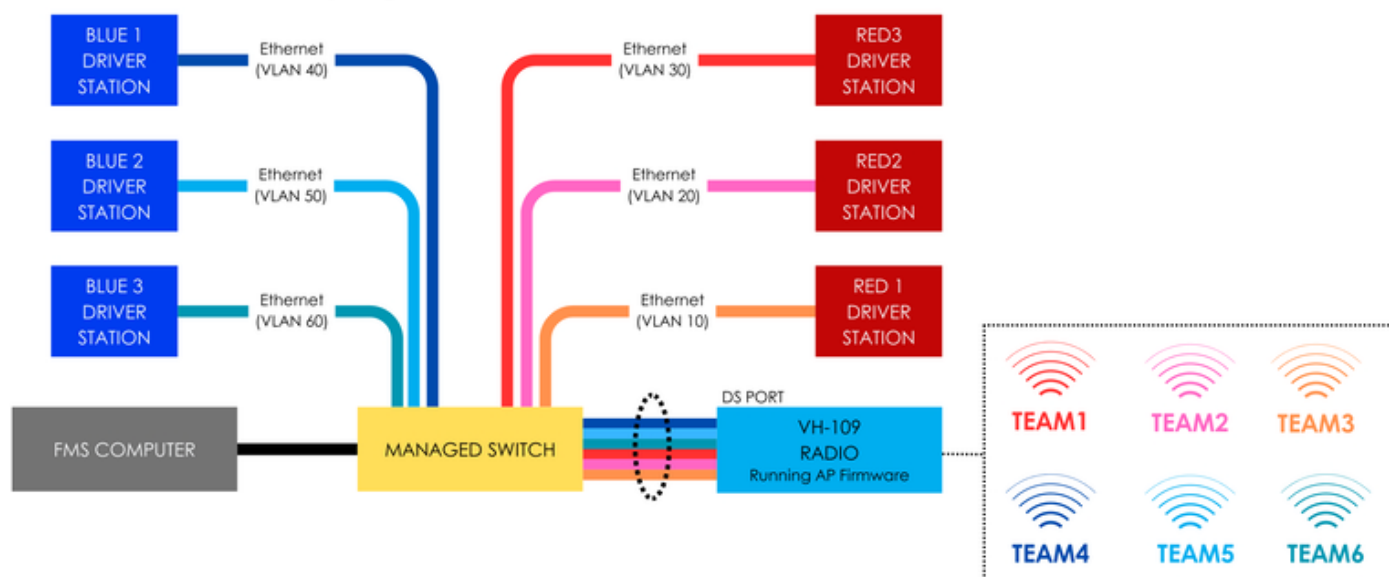 BLUE 1
DRIVER
STATION
Ethernet
(VLAN 40)
Ethernet
(VLAN 30)
RED3
DRIVER
STATION
BLUE 2
DRIVER
STATION
Ethernet
(VLAN 50)
Ethernet
(VLAN 20)
RED2
DRIVER
STATION
BLUE 3
DRIVER
STATION
Ethernet
(VLAN 60)
Ethernet
(VLAN 10)
RED 1
DRIVER
STATION
FMS COMPUTER
MANAGED SWITCH
DS PORT
VH-109
RADIO
Running AP Firmware
TEAM1
TEAM2
TEAM3
TEAM4
TEAM5
TEAM6